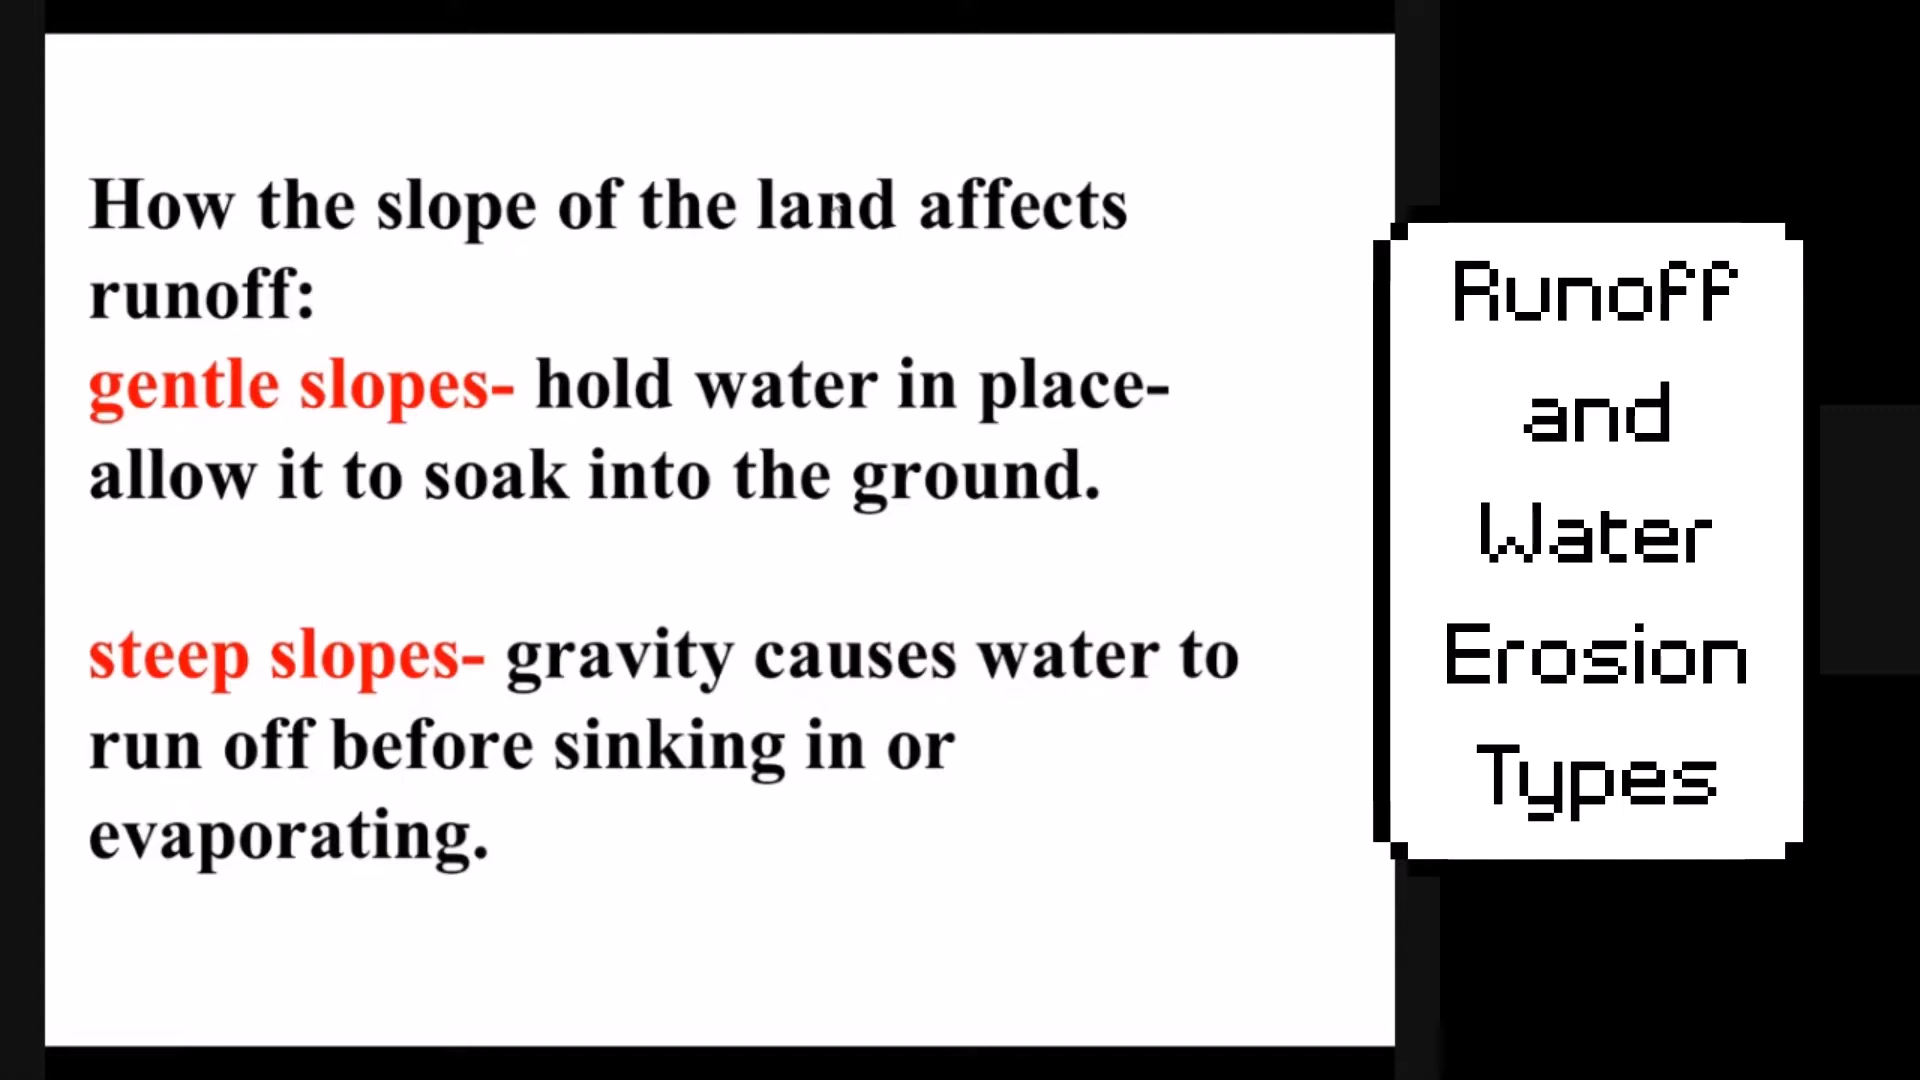 How the slope of the land affects
runoff:
gentle slopes- hold water in place-
allow it to soak into the ground.
steep slopes- gravity causes water to
run off before sinking in or
evaporating.
Runoff
and
Water
Erosion
Types